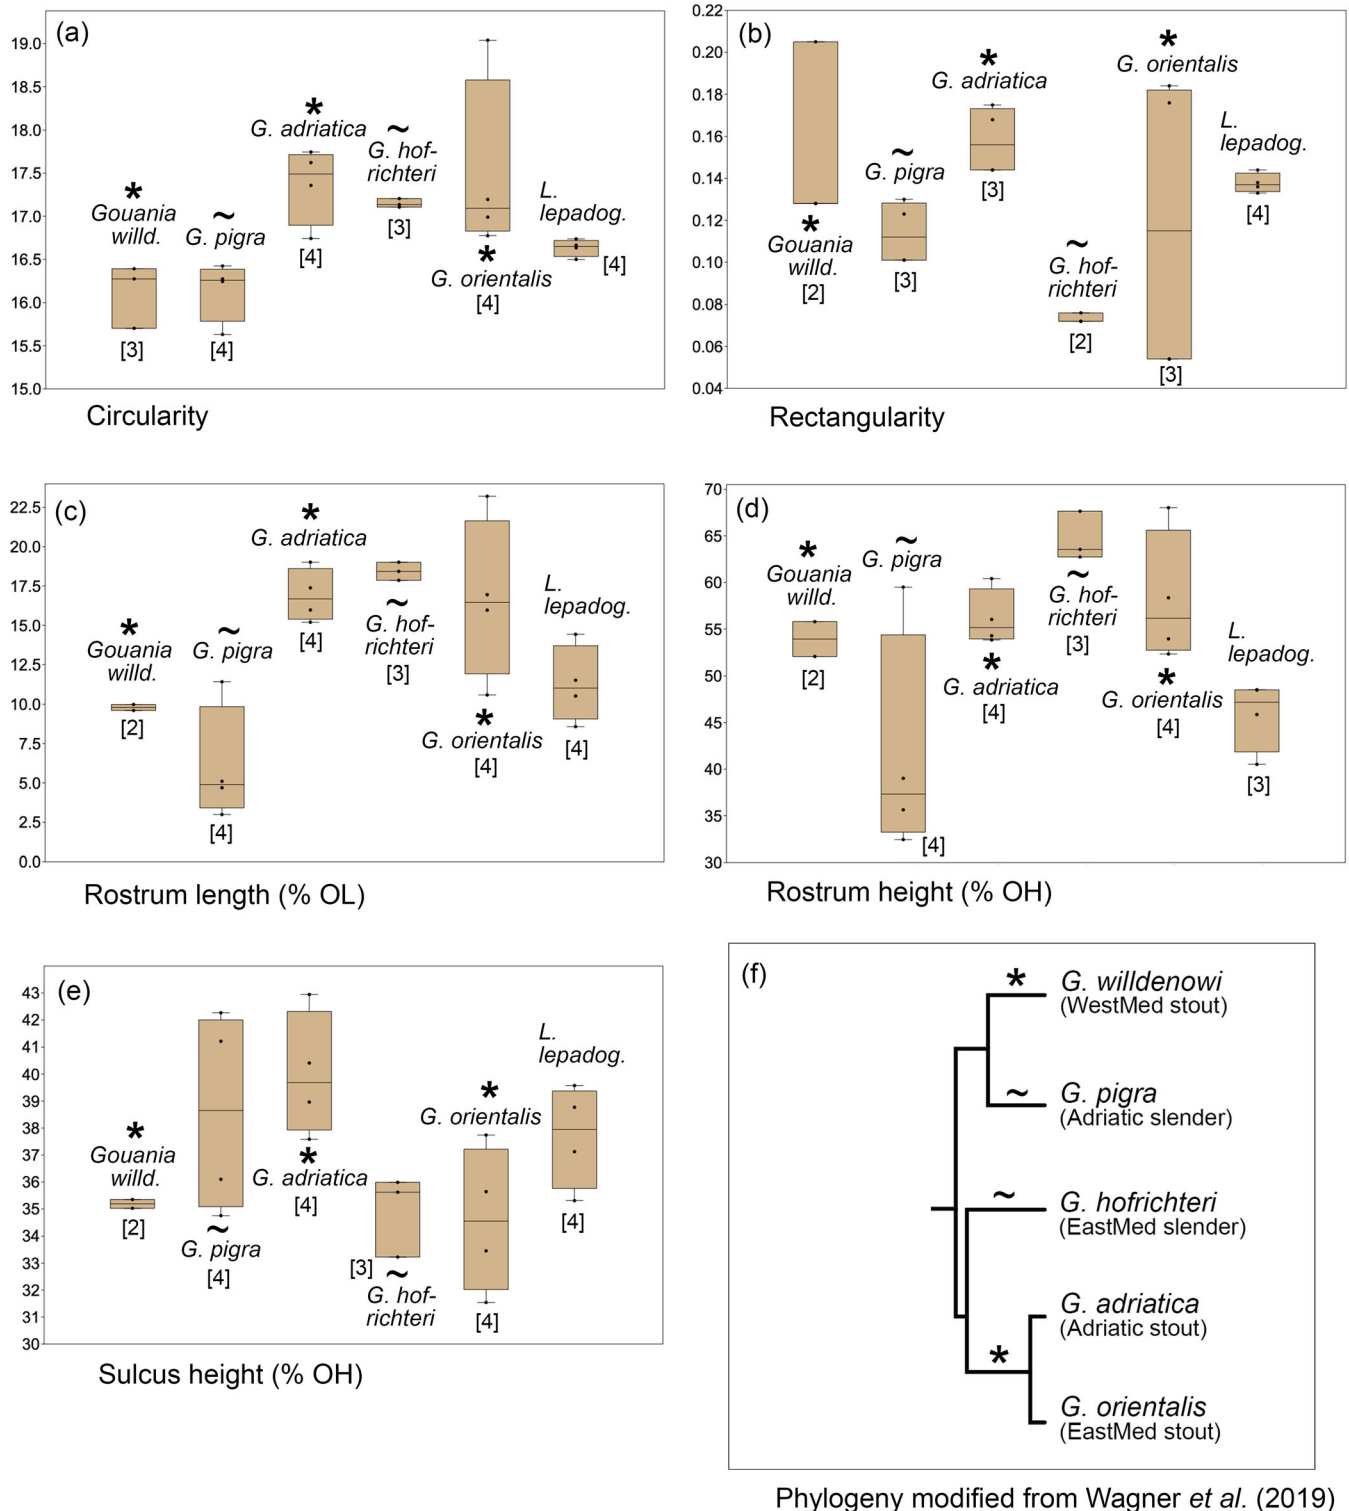 (a)
19.0
18.5
18.0
17.5
17.0
16.5
16.0
15.5
15.0
*
Gouania
willd.
[3]
~
G. pigra
[4]
*
G. adriatica
[4]
~
G. hof-
richteri
[3]
*
G. orientalis
[4]
L.
lepadog.
[4]
Circularity
(b)
0.22
0.20
0.18
0.16
0.14
0.12
0.10
0.08
0.06
0.04
*
Gouania
willd.
[2]
~
G. pigra
[3]
*
G. adriatica
[3]
~
G. hof-
richteri
[2]
*
G. orientalis
[3]
L.
lepadog.
[4]
Rectangularity
(c)
22.5
20.0
17.5
15.0
12.5
10.0
7.5
5.0
2.5
0.0
*
Gouania
willd.
[2]
~
G. pigra
[4]
*
G. adriatica
[4]
~
G. hof-
richteri
[3]
*
G. orientalis
[4]
L.
lepadog.
[4]
Rostrum length (% OL)
(d)
70
65
60
55
50
45
40
35
30
*
Gouania
willd.
[2]
~
G. pigra
[4]
*
G. adriatica
[4]
~
G. hof-
richteri
[3]
*
G. orientalis
[4]
L.
lepadog.
[3]
Rostrum height (% OH)
(e)
43
42
41
40
39
38
37
36
35
34
33
32
31
30
*
Gouania
willd.
[2]
~
G. pigra
[4]
*
G. adriatica
[4]
[3]
~
G. hof-
richteri
*
G. orientalis
[4]
L.
lepadog.
[4]
Sulcus height (% OH)
(f)
*
G. willdenowi
(WestMed stout)
~
G. pigra
(Adriatic slender)
~
G. hofrichteri
(EastMed slender)
G. adriatica
(Adriatic stout)
*
G. orientalis
(EastMed stout)
Phylogeny modified from Wagner et al. (2019)